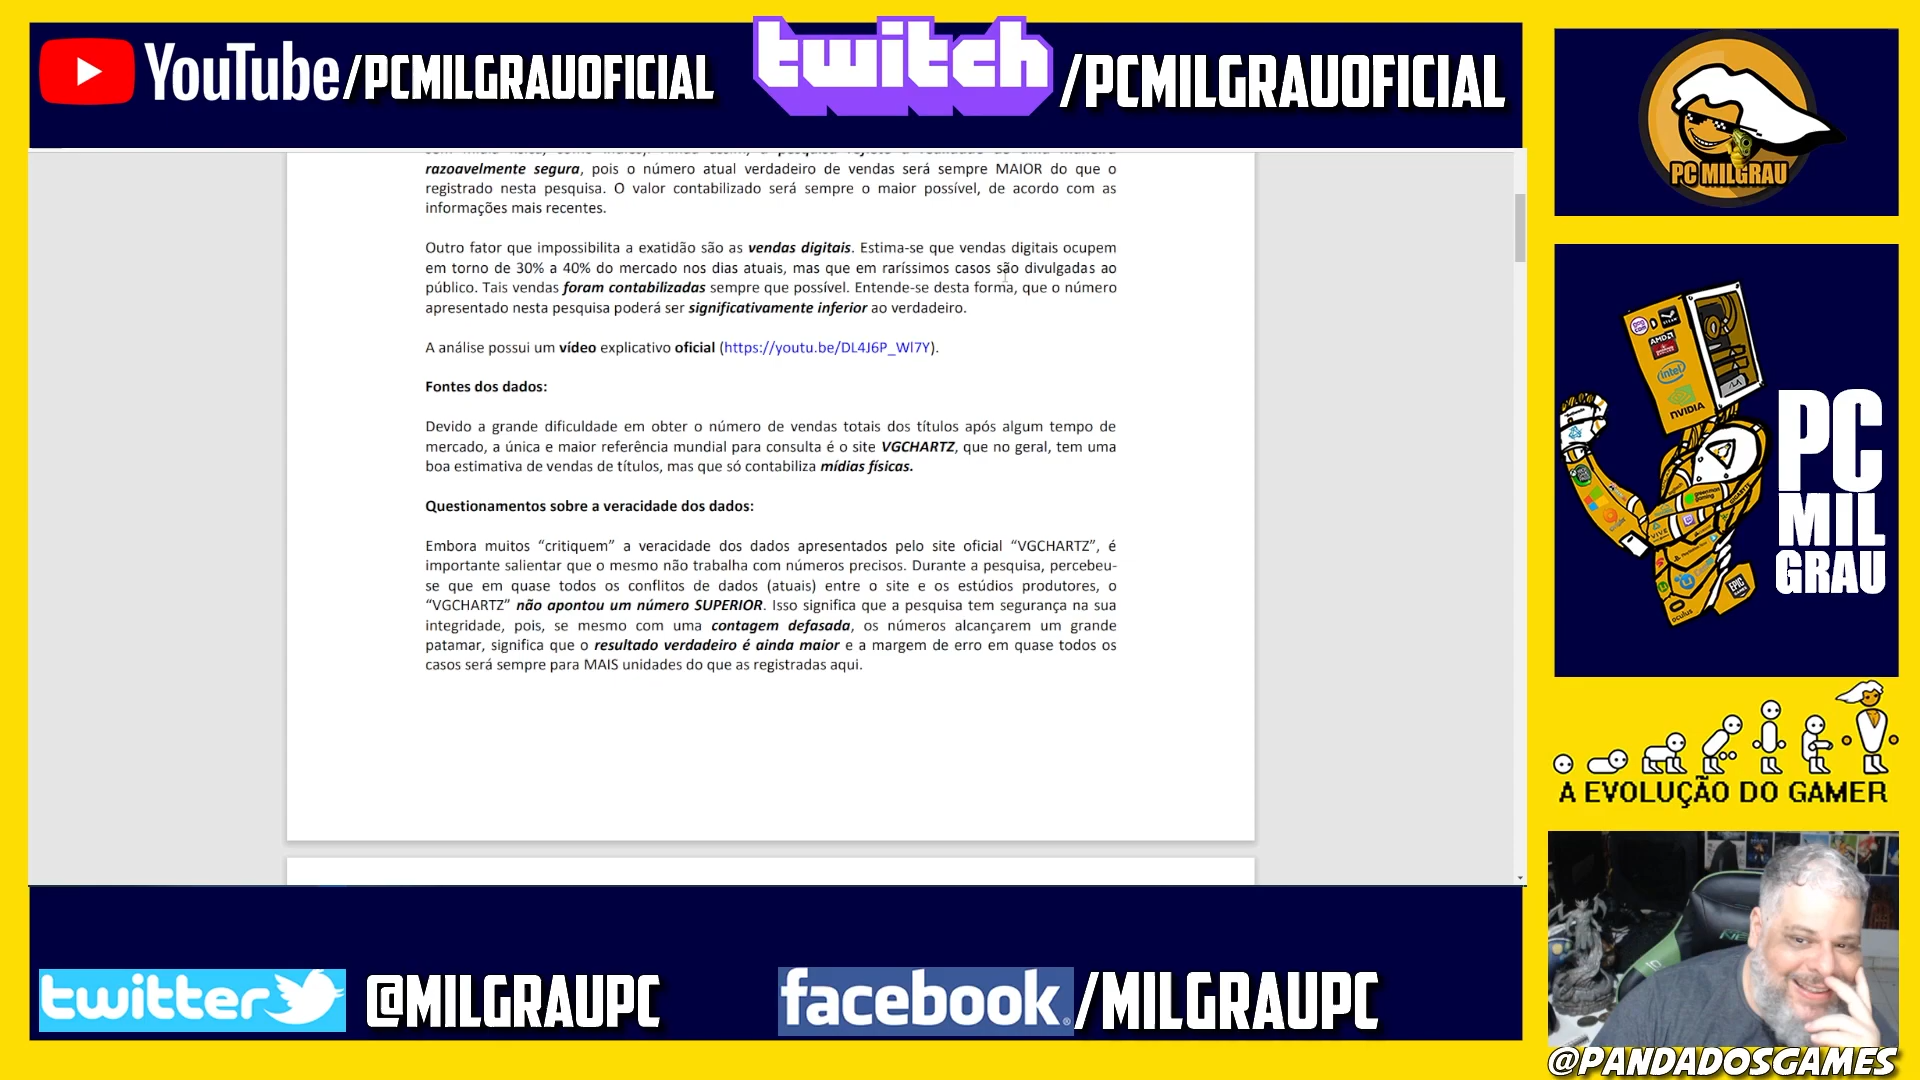 YouTube/PCMILGRAUOFICIAL
twitch/PCMILGRAUOFICIAL
PC MILGRAU
razoavelmente segura, pois o número atual verdadeiro de vendas será sempre MAIOR do que o
registrado nesta pesquisa. O valor contabilizado será sempre o maior possível, de acordo com as
informações mais recentes.
Outro fator que impossibilita a exatidão são as vendas digitais. Estima-se que vendas digitais ocupem
em torno de 30% a 40% do mercado nos dias atuais, mas que em raríssimos casos são divulgadas ao
público. Tais vendas foram contabilizadas sempre que possível. Entende-se desta forma, que o número
apresentado nesta pesquisa poderá ser significativamente inferior ao verdadeiro.
A análise possui um vídeo explicativo oficial (https://youtu.be/DL4J6P_Wl7Y).
Fontes dos dados:
Devido a grande dificuldade em obter o número de vendas totais dos títulos após algum tempo de
mercado, a única e maior referência mundial para consulta é o site VGCHARTZ, que no geral, tem uma
boa estimativa de vendas de títulos, mas que só contabiliza mídias físicas.
Questionamentos sobre a veracidade dos dados:
Embora muitos “critiquem” a veracidade dos dados apresentados pelo site oficial “VGCHARTZ”, é
importante salientar que o mesmo não trabalha com números precisos. Durante a pesquisa, percebeu-
se que em quase todos os conflitos de dados (atuais) entre o site e os estúdios produtores, o
“VGCHARTZ” não apontou um número SUPERIOR. Isso significa que a pesquisa tem segurança na sua
integridade, pois, se mesmo com uma contagem defasada, os números alcançarem um grande
patamar, significa que o resultado verdadeiro é ainda maior e a margem de erro em quase todos os
casos será sempre para MAIS unidades do que as registradas aqui.
AMD
intel
NVIDIA
VIVE
EPIC
oculus
PC
MIL
GRAU
A EVOLUÇÃO DO GAMER
twitter @MILGRAUPC
facebook/MILGRAUPC
@PANDADOSGAMES